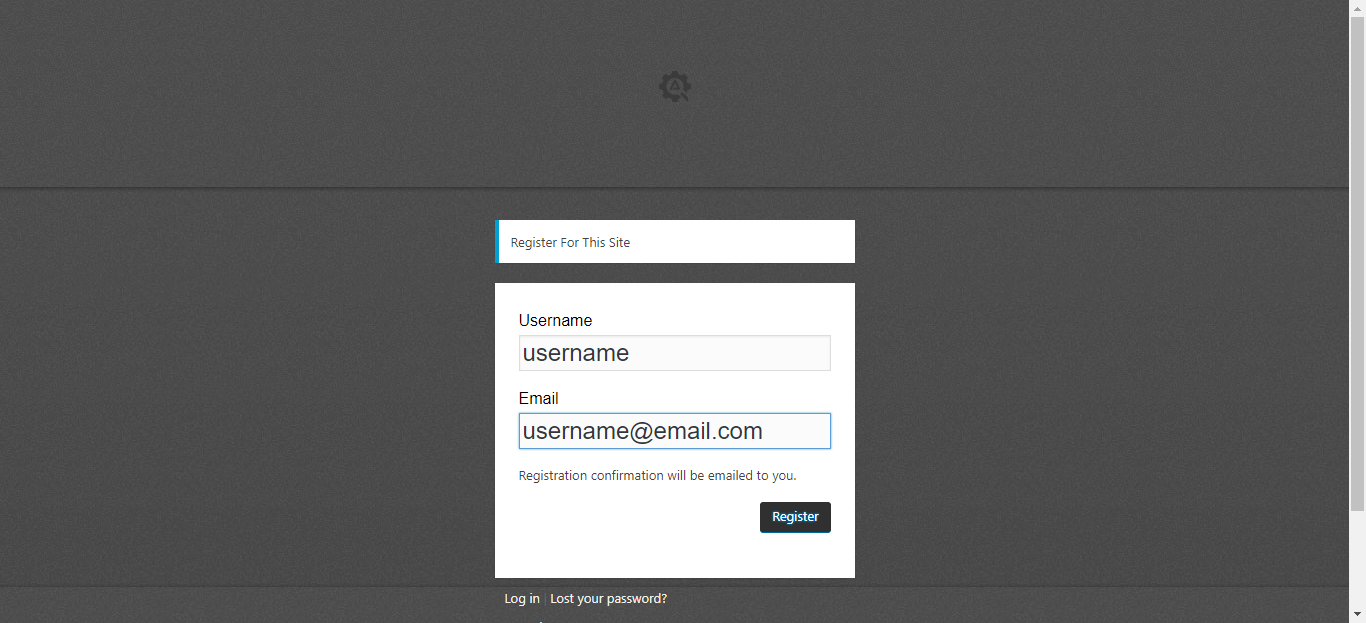 Register For This Site
Username
username
Email
username@email.com
Registration confirmation will be emailed to you.
Register
Log in | Lost your password?